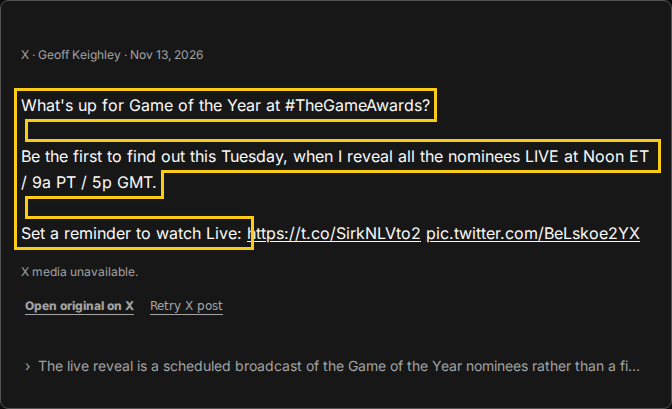 X · Geoff Keighley · Nov 13, 2026
What's up for Game of the Year at #TheGameAwards?
Be the first to find out this Tuesday, when I reveal all the nominees LIVE at Noon ET
/ 9a PT / 5p GMT.
Set a reminder to watch Live: https://t.co/SirkNLVto2 pic.twitter.com/BeLskoe2YX
X media unavailable.
Open original on X Retry X post
› The live reveal is a scheduled broadcast of the Game of the Year nominees rather than a fi...